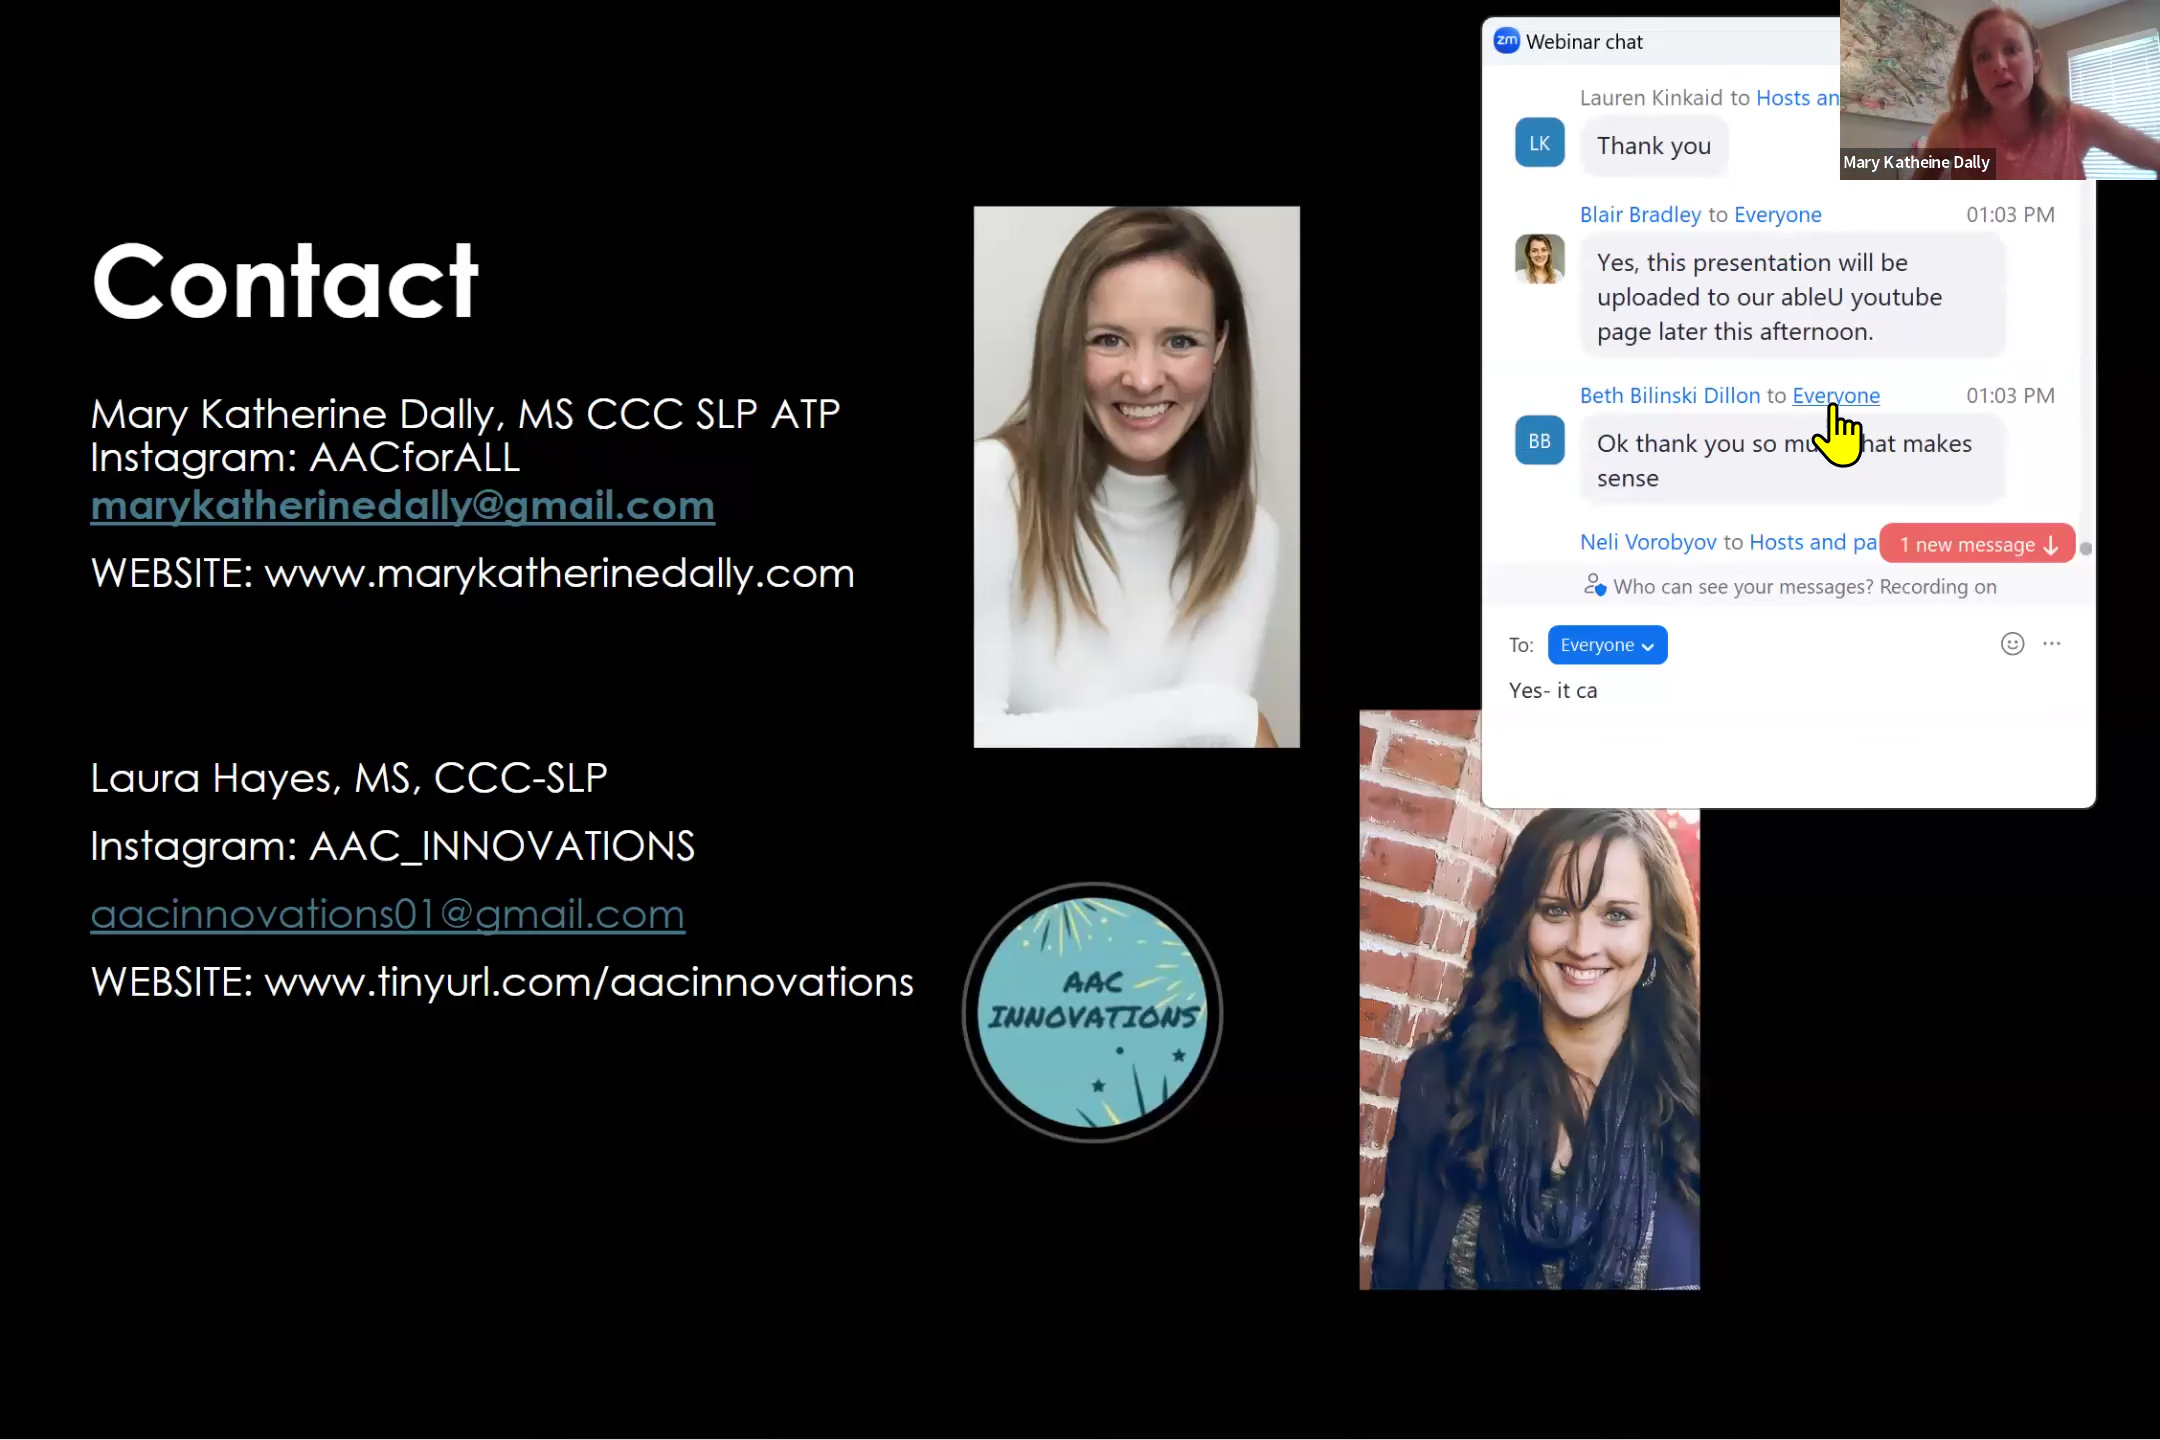 Contact
Mary Katherine Dally, MS CCC SLP ATP
Instagram: AACforALL
marykatherinedally@gmail.com
WEBSITE: www.marykatherinedally.com
Laura Hayes, MS, CCC-SLP
Instagram: AAC_INNOVATIONS
aacinnovations01@gmail.com
WEBSITE: www.tinyurl.com/aacinnovations
AAC
INNOVATIONS
zm Webinar chat
Lauren Kinkaid to Hosts an
LK
Thank you
Blair Bradley to Everyone 01:03 PM
Yes, this presentation will be
uploaded to our ableU youtube
page later this afternoon.
Beth Bilinski Dillon to Everyone 01:03 PM
BB
Ok thank you so mu hat makes
sense
Neli Vorobyov to Hosts and pa
1 new message
Who can see your messages? Recording on
To: Everyone
Yes- it ca
Mary Katheine Dally